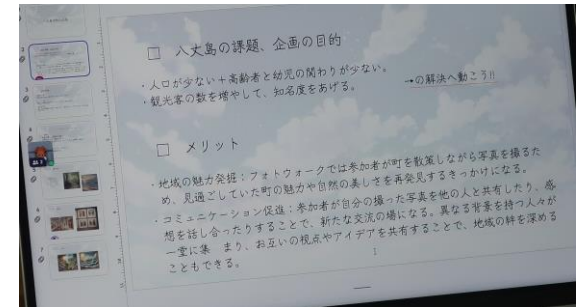 □ 八丈島の課題、企画の目的
・人口が少ない+高齢者と幼児の関わりが少ない。
・観光客の数を増やして、知名度をあげる。
→の解決へ動こう!!
□ メリット
・地域の魅力発掘:フォトウォークでは参加者が町を散策しながら写真を撮るた
め、見過ごしていた町の魅力や自然の美しさを再発見するきっかけになる。
・コミュニケーション促進:参加者が自分の撮った写真を他の人と共有したり、感
想を話し合ったりすることで、新たな交流の場になる。異なる背景を持つ人々が
一堂に集 まり、お互いの視点やアイデアを共有することで、地域の絆を深める
こともできる。